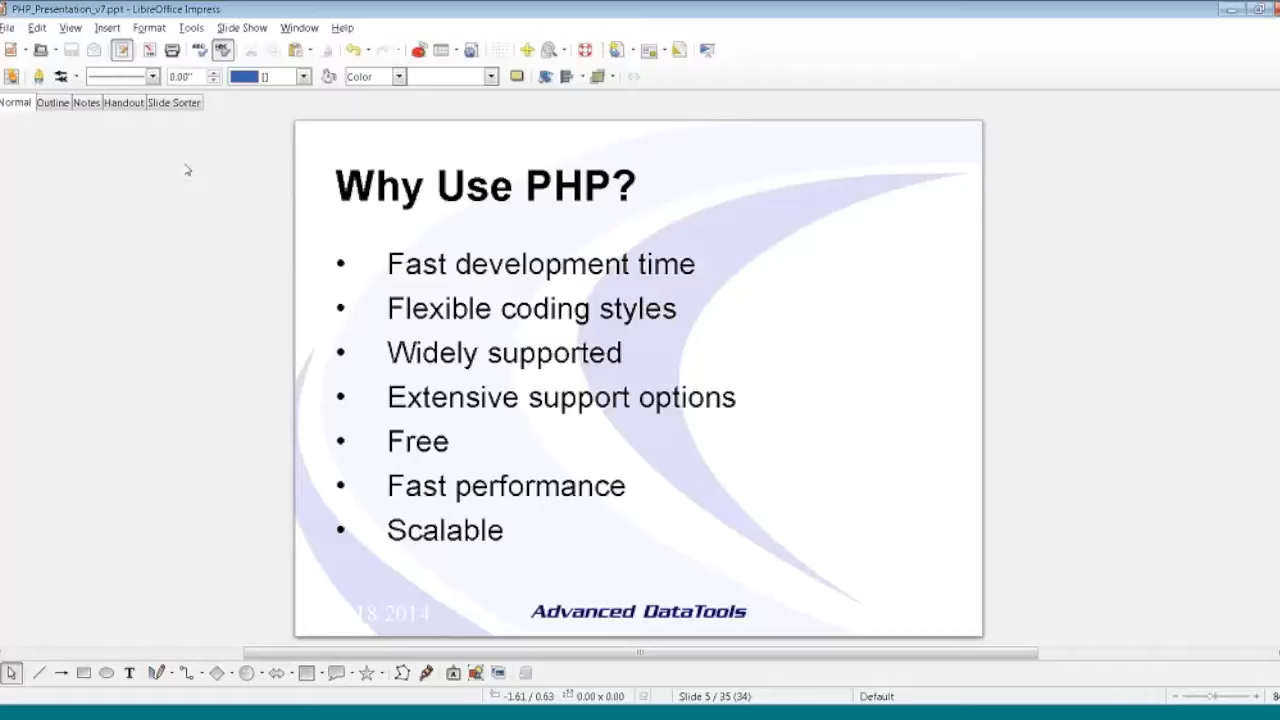 PHP_Presentation_v7.ppt - LibreOffice Impress
File Edit View Insert Format Tools Slide Show Window Help
0.00" [] Color
Normal Outline Notes Handout Slide Sorter
Why Use PHP?
• Fast development time
• Flexible coding styles
• Widely supported
• Extensive support options
• Free
• Fast performance
• Scalable
18 2014
Advanced DataTools
-1.61 / 0.63 0.00 x 0.00 Slide 5 / 35 (34) Default